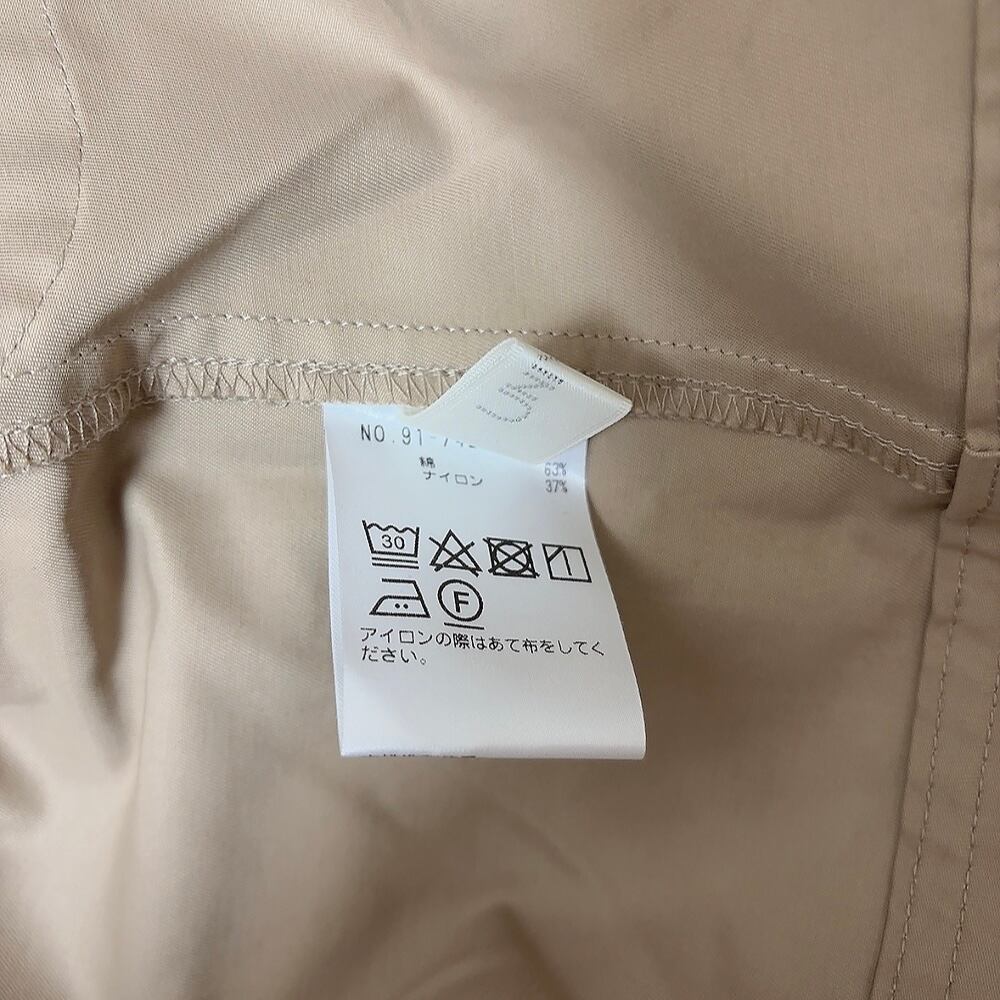 NO.91-
綿 63%
ナイロン 37%
30
F
アイロンの際はあて布をしてく
ださい。